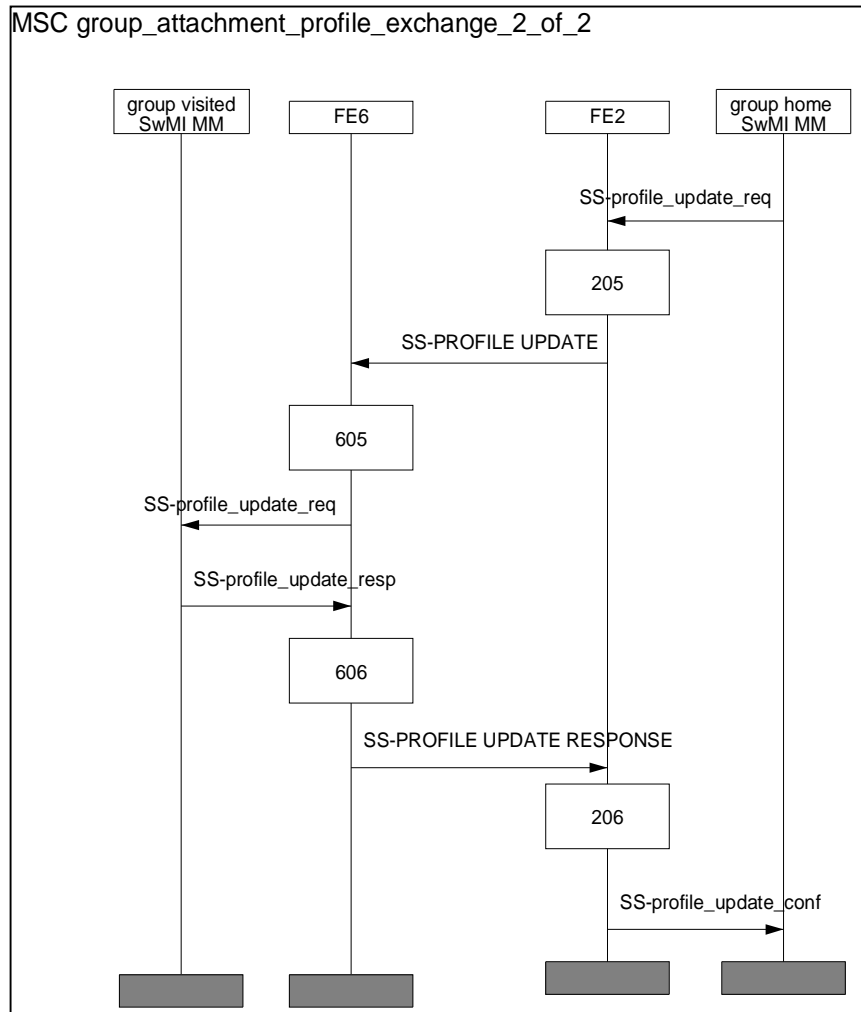 MSC group_attachment_profile_exchange_2_of_2
group visited
SwMI MM
FE6
FE2
group home
SwMI MM
SS-profile_update_req
205
SS-PROFILE UPDATE
605
SS-profile_update_req
SS-profile_update_resp
606
SS-PROFILE UPDATE RESPONSE
206
SS-profile_update_conf